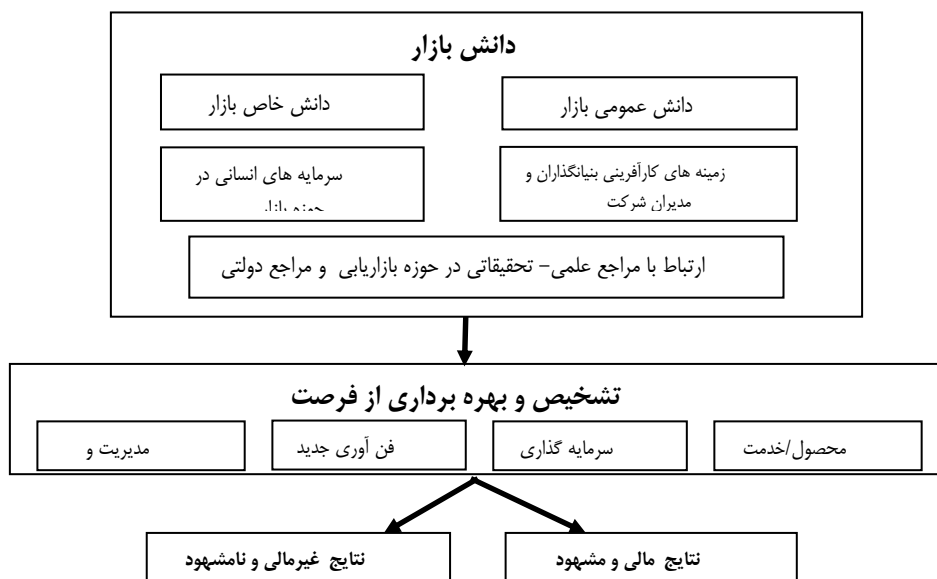 دانش بازار
دانش عمومی بازار
دانش خاص بازار
زمینه های کارآفرینی بنیانگذاران و
مدیران شرکت
سرمایه های انسانی در
حوزه بازار
ارتباط با مراجع علمی- تحقیقاتی در حوزه بازاریابی و مراجع دولتی
تشخیص و بهره برداری از فرصت
محصول/خدمت
سرمایه گذاری
فن آوری جدید
مدیریت و
نتایج مالی و مشهود
نتایج غیرمالی و نامشهود